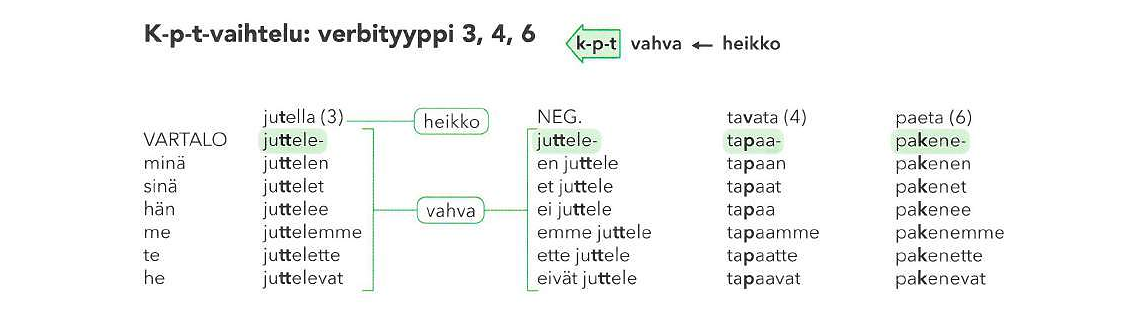 K-p-t-vaihtelu: verbityyppi 3, 4, 6 k-p-t vahva ← heikko
jutella (3) heikko NEG. tavata (4) paeta (6)
VARTALO juttele- juttele- tapaa- pakene-
minä juttelen en juttele tapaan pakenen
sinä juttelet et juttele tapaat pakenet
hän juttelee vahva ei juttele tapaa pakenee
me juttelemme emme juttele tapaamme pakenemme
te juttelette ette juttele tapaatte pakenette
he juttelevat eivät juttele tapaavat pakenevat